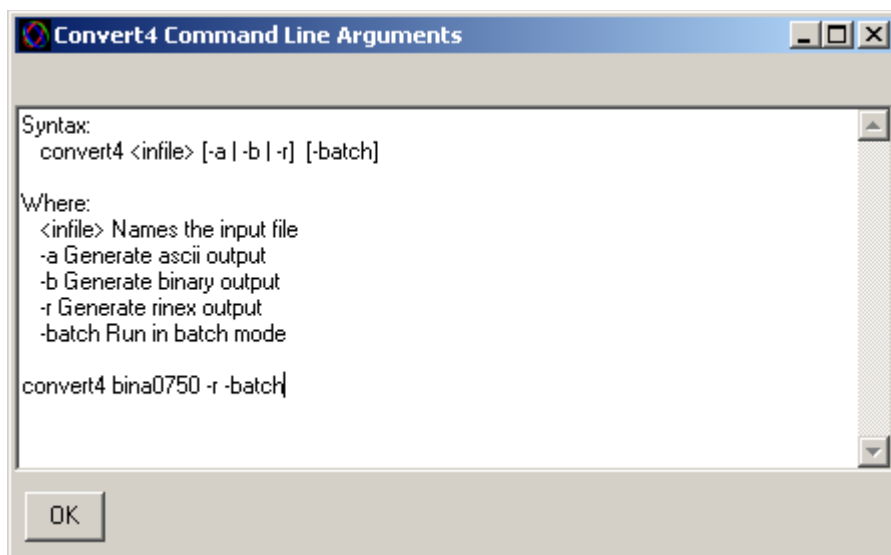 Convert4 Command Line Arguments
Syntax:
convert4 <infile> [-a | -b | -r] [-batch]
Where:
<infile> Names the input file
-a Generate ascii output
-b Generate binary output
-r Generate rinex output
-batch Run in batch mode
convert4 bina0750 -r -batch
OK